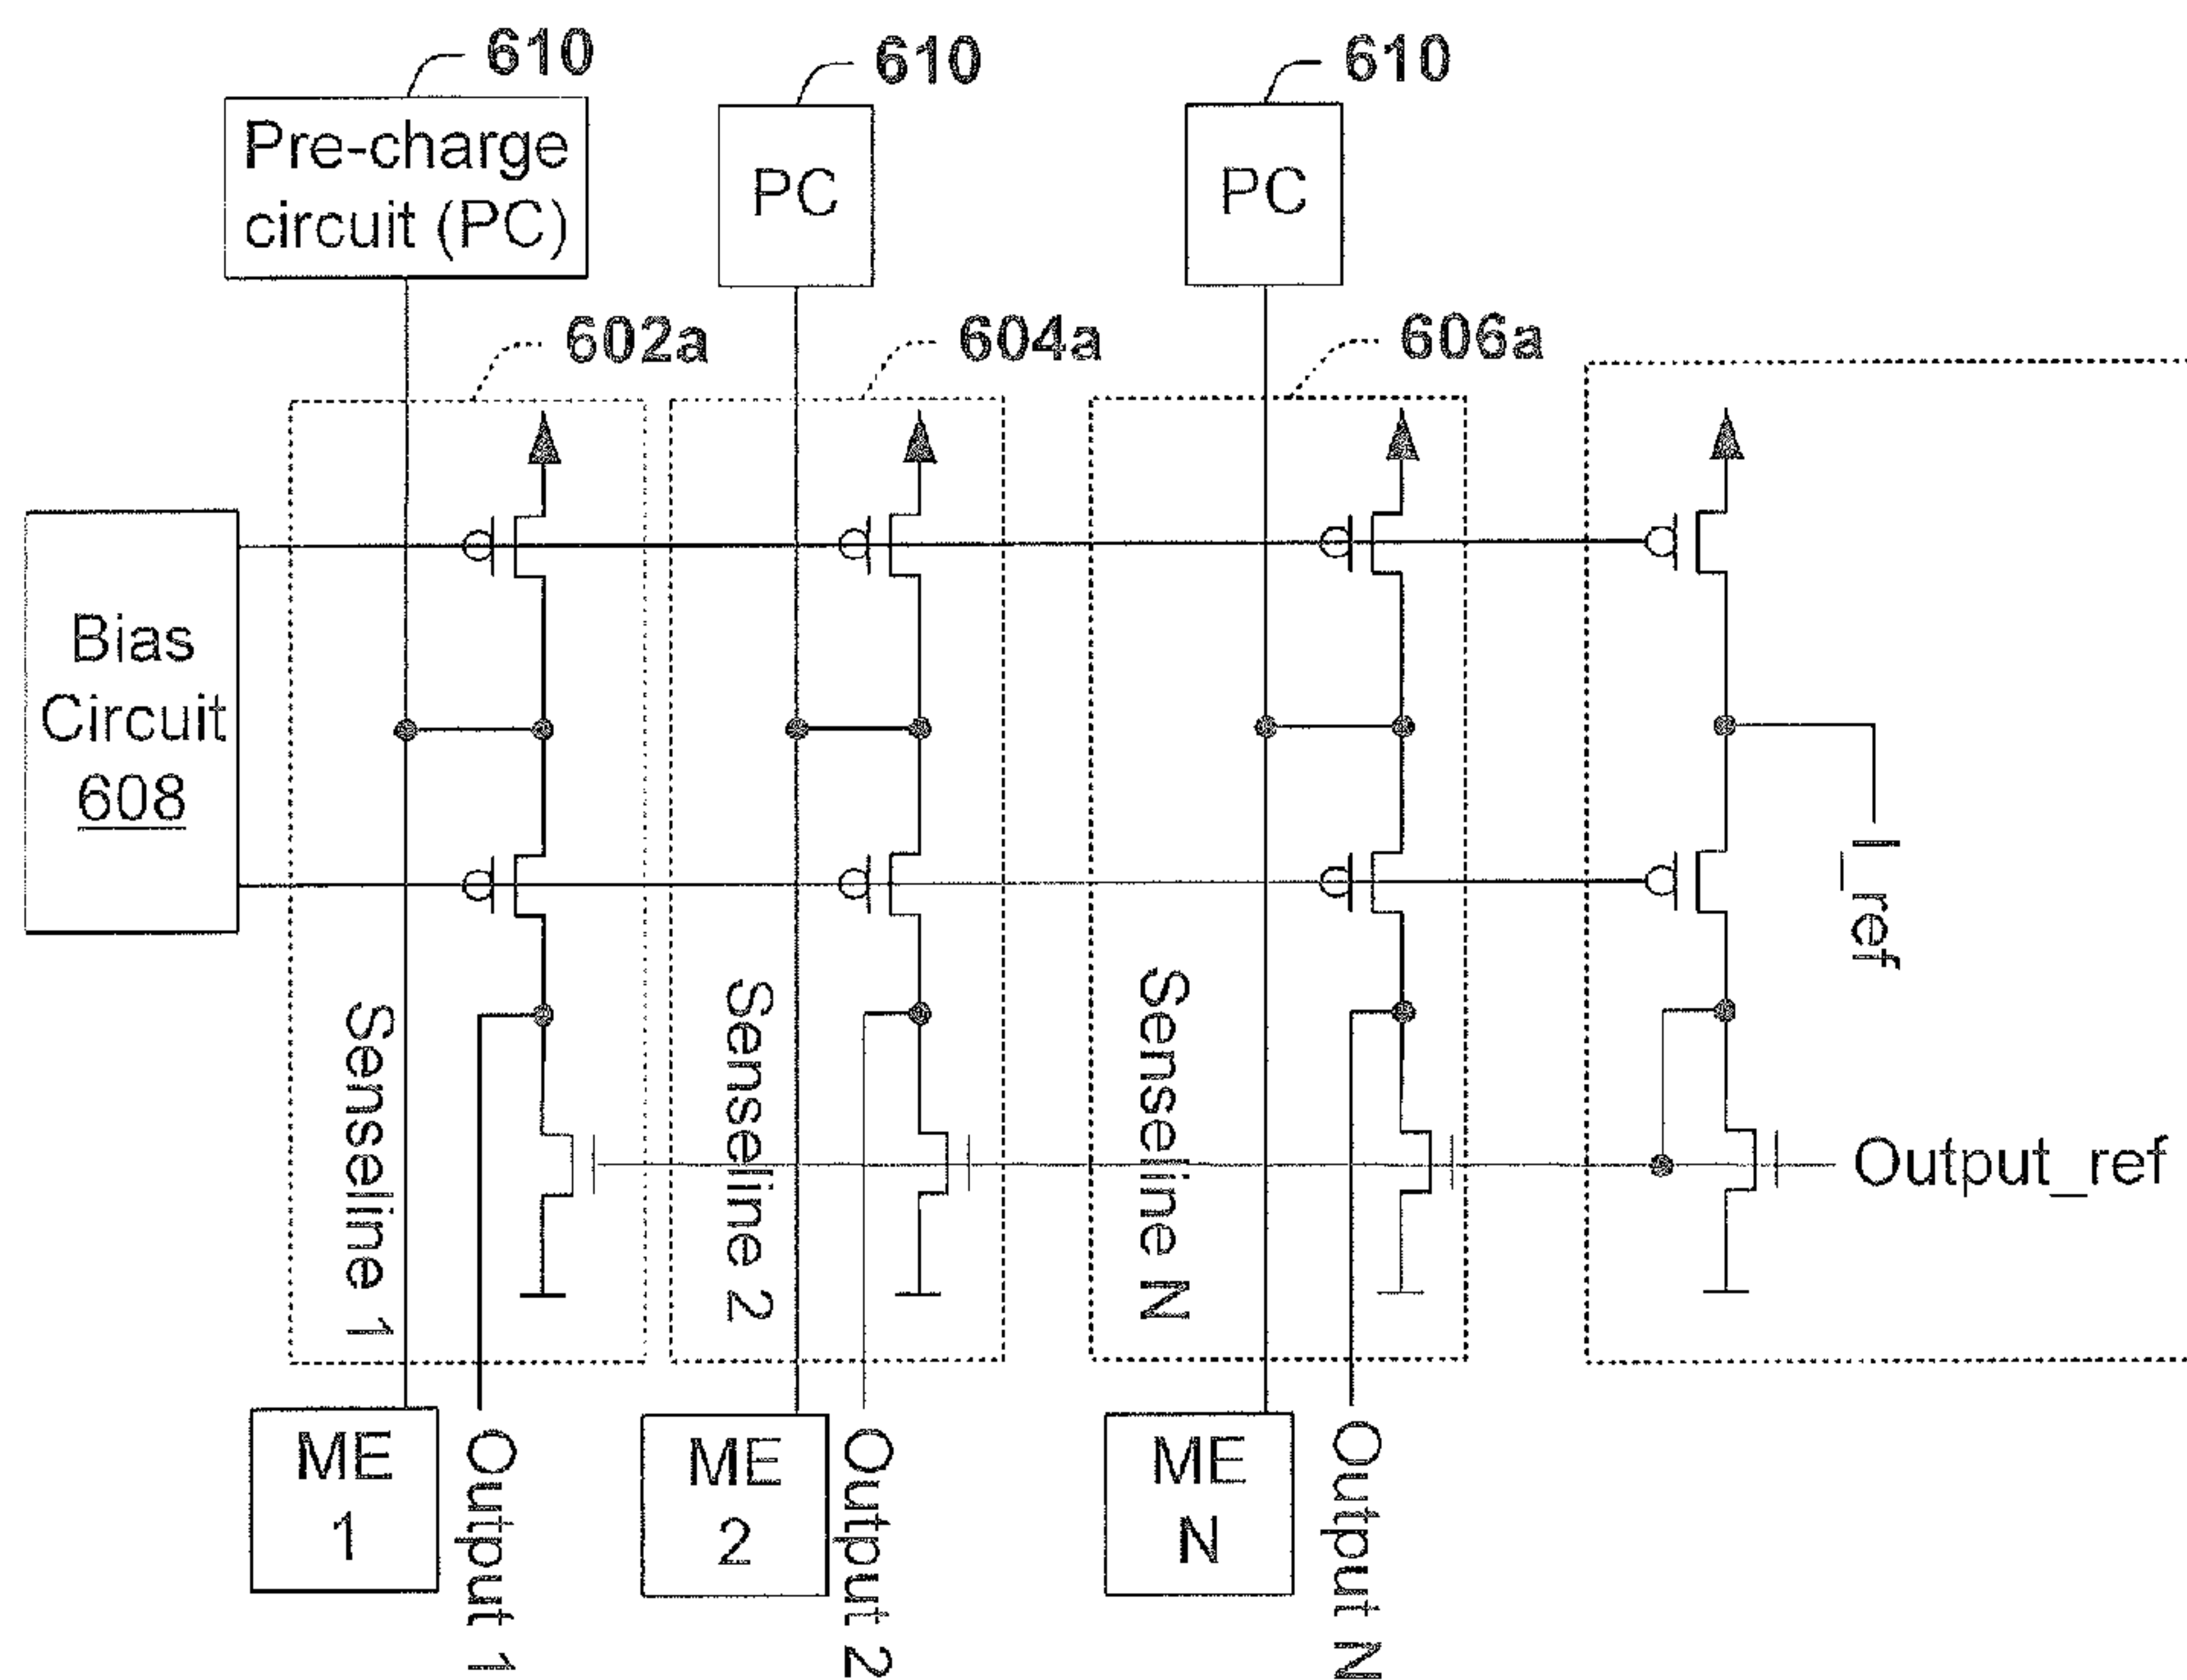 610
610
610
Pre-charge
circuit (PC)
PC
PC
602a
604a
606a
Bias
Circuit
608
I_ref
Senseline 1
Senseline 2
Senseline N
Output_ref
ME
1
Output 1
ME
2
Output 2
ME
N
Output N